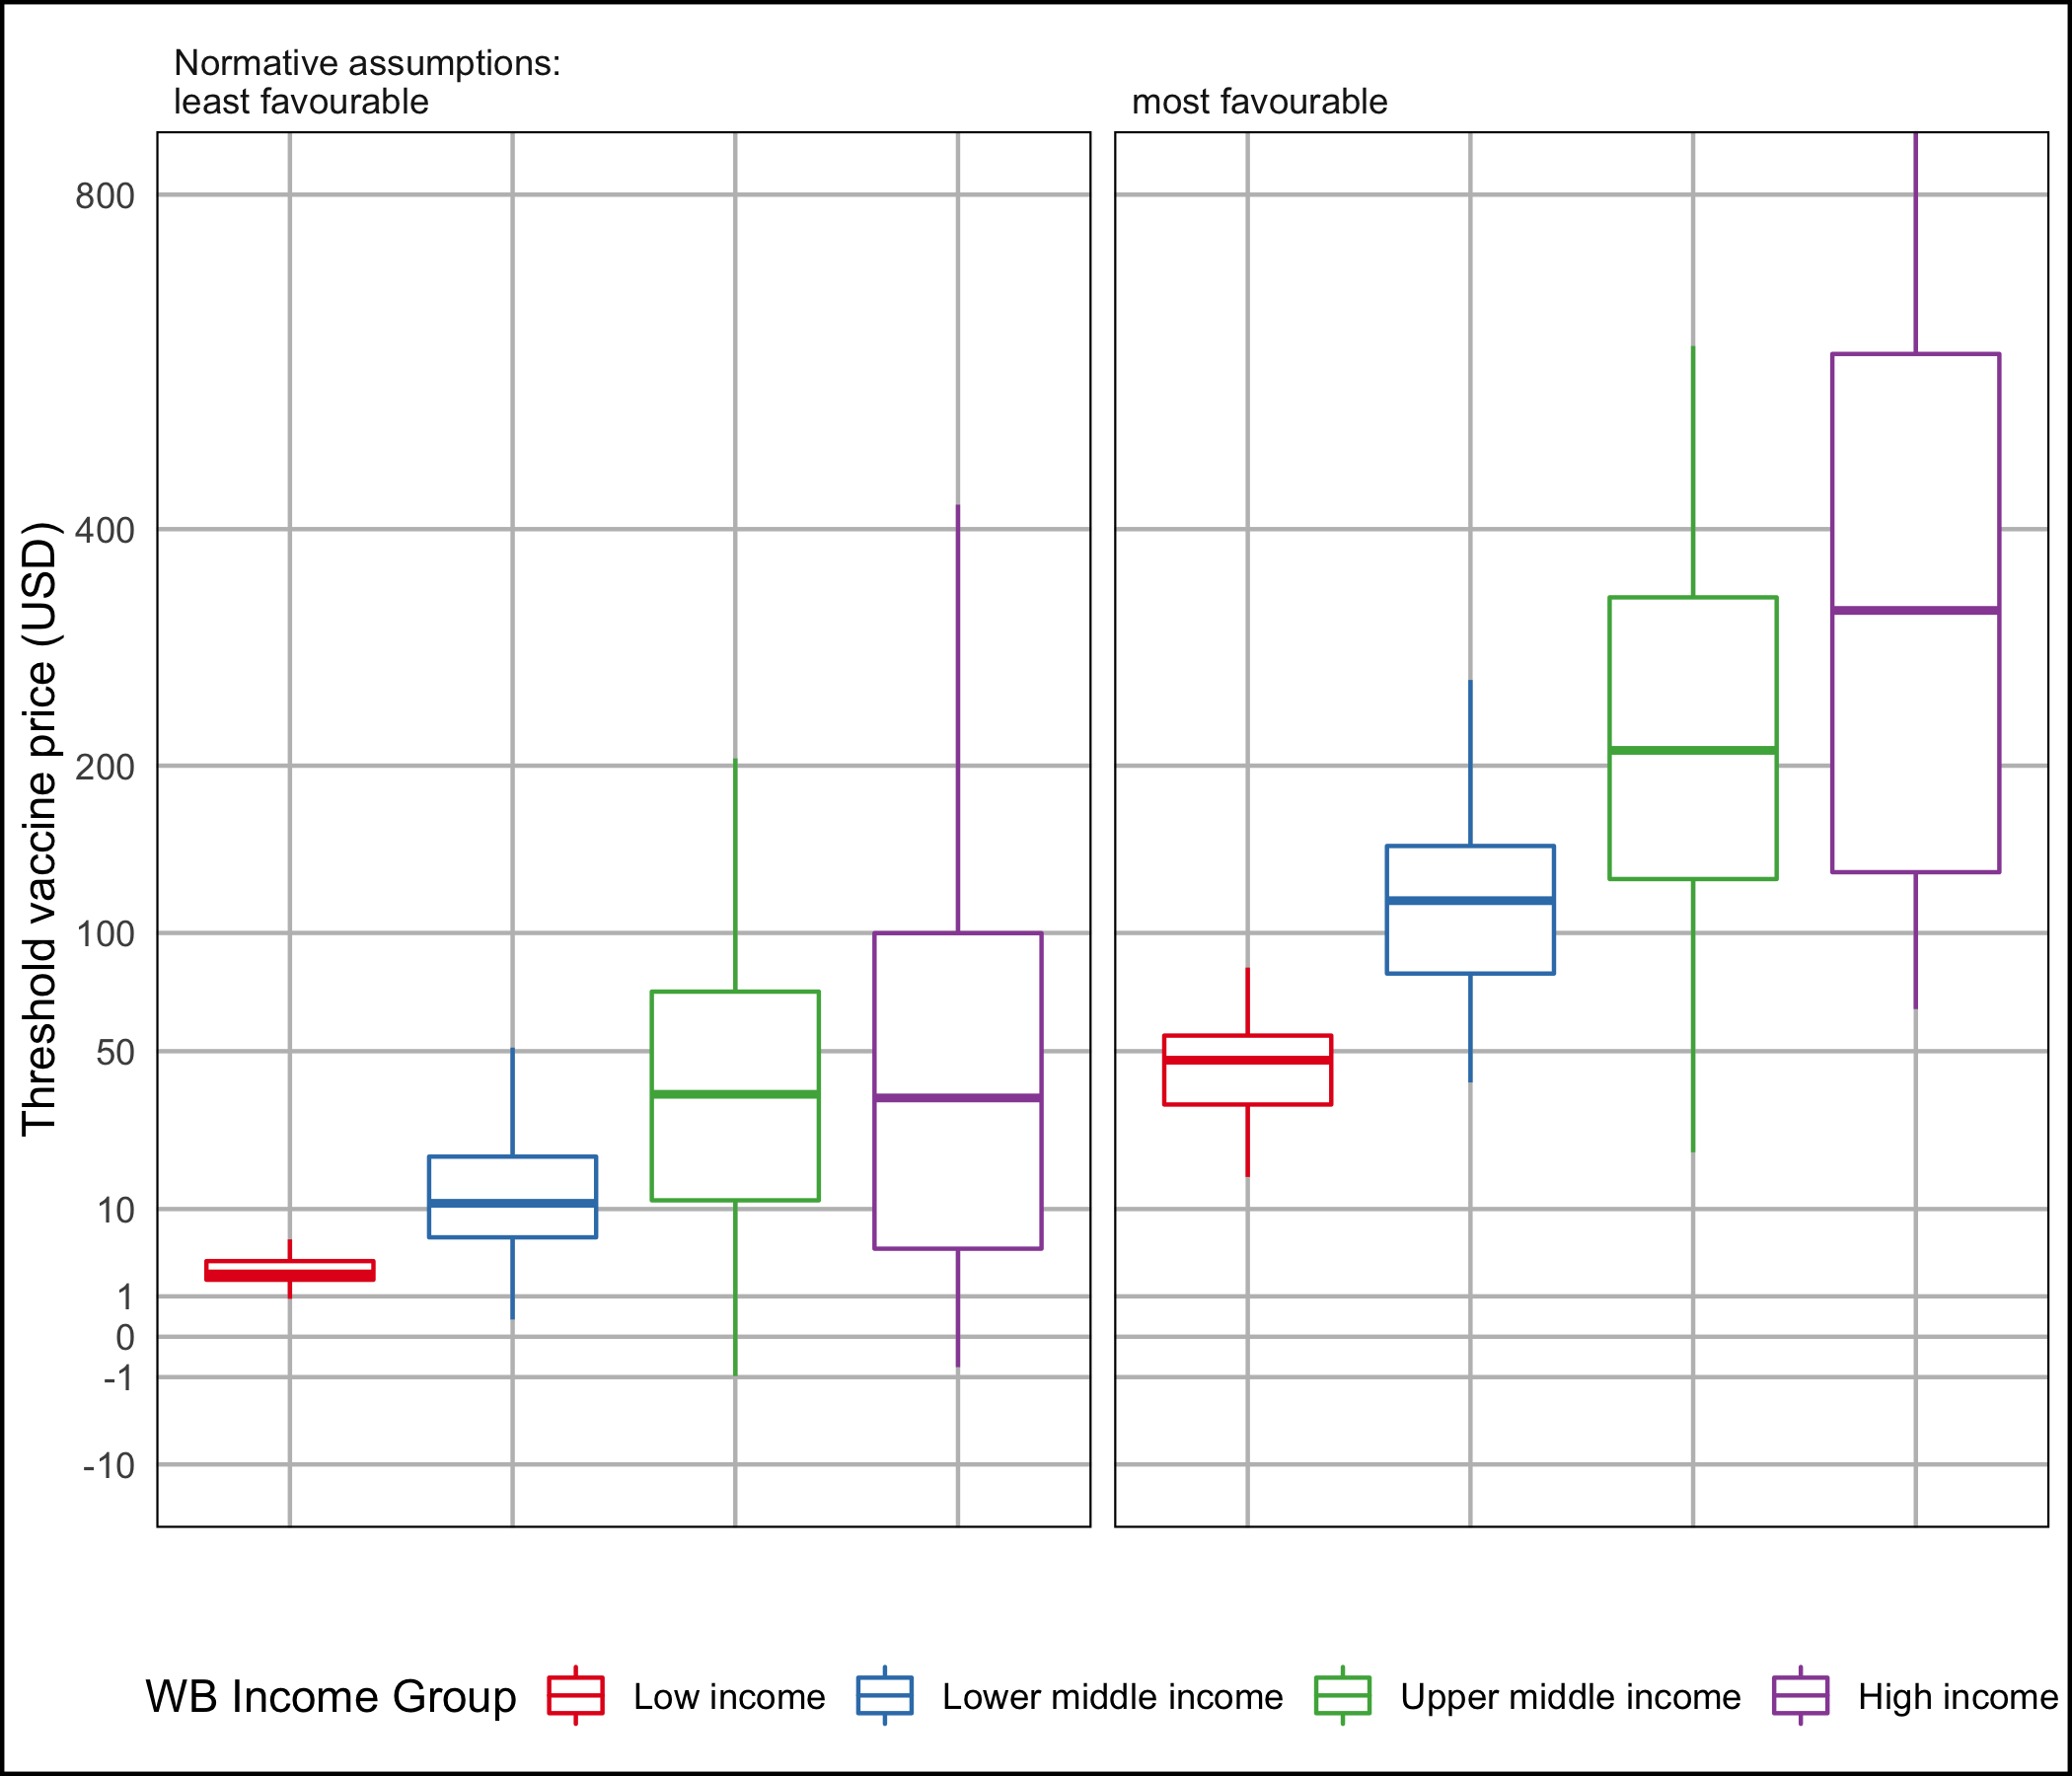 Normative assumptions:
least favourable
most favourable
Threshold vaccine price (USD)
800
400
200
100
50
10
1
0
-1
-10
WB Income Group
Low income
Lower middle income
Upper middle income
High income